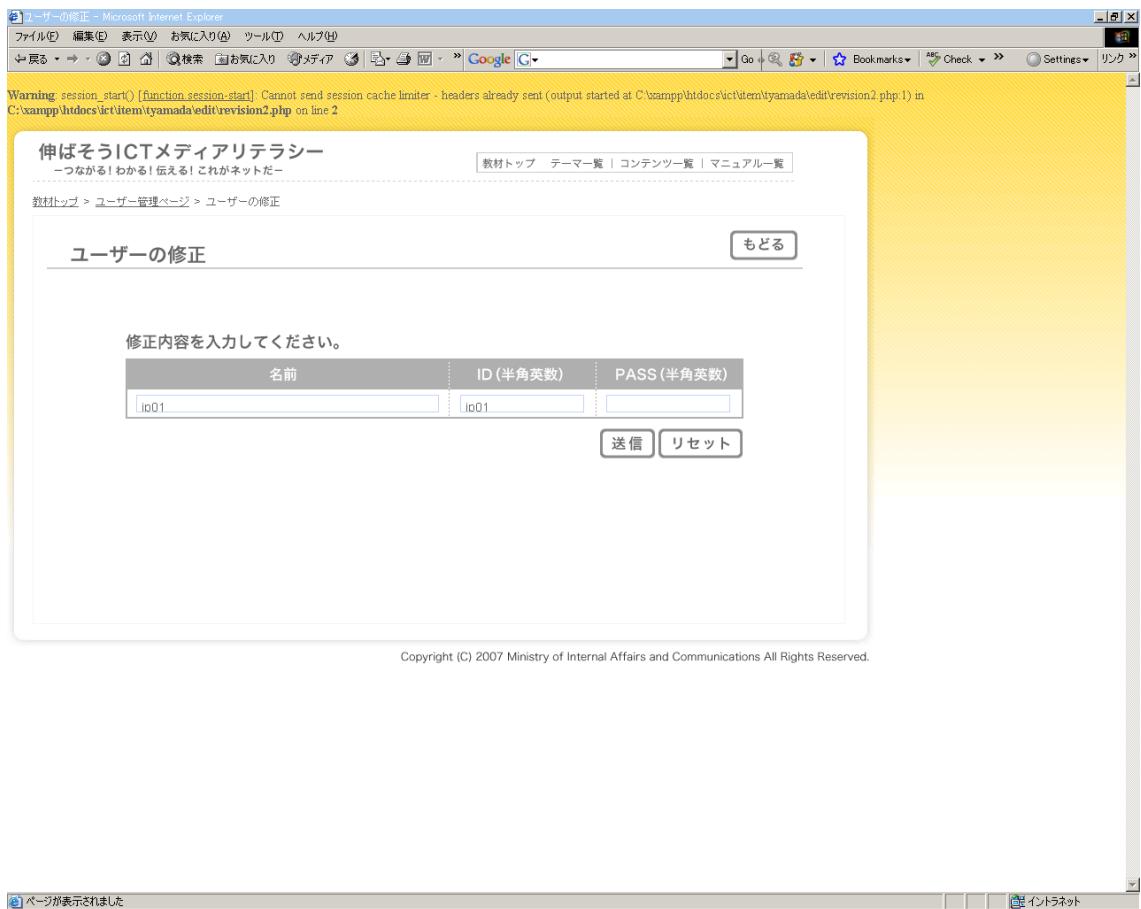 ユーザーの修正 - Microsoft Internet Explorer
ファイル(F) 編集(E) 表示(V) お気に入り(A) ツール(T) ヘルプ(H)
戻る 検索 お気に入り メディア » Google G Go Bookmarks ABC Check » Settings リンク »
Warning: session_start() [function.session-start]: Cannot send session cache limiter - headers already sent (output started at C:\xampp\htdocs\ict\item\tyamada\edit\revision2.php:1) in
C:\xampp\htdocs\ict\item\tyamada\edit\revision2.php on line 2
伸ばそうICTメディアリテラシー
−つながる!わかる!伝える!これがネットだ−
教材トップ テーマ一覧 | コンテンツ一覧 | マニュアル一覧
教材トップ > ユーザー管理ページ > ユーザーの修正
ユーザーの修正
もどる
修正内容を入力してください。
名前 ID(半角英数) PASS(半角英数)
ip01 ip01
送信 リセット
Copyright (C) 2007 Ministry of Internal Affairs and Communications All Rights Reserved.
ページが表示されました イントラネット